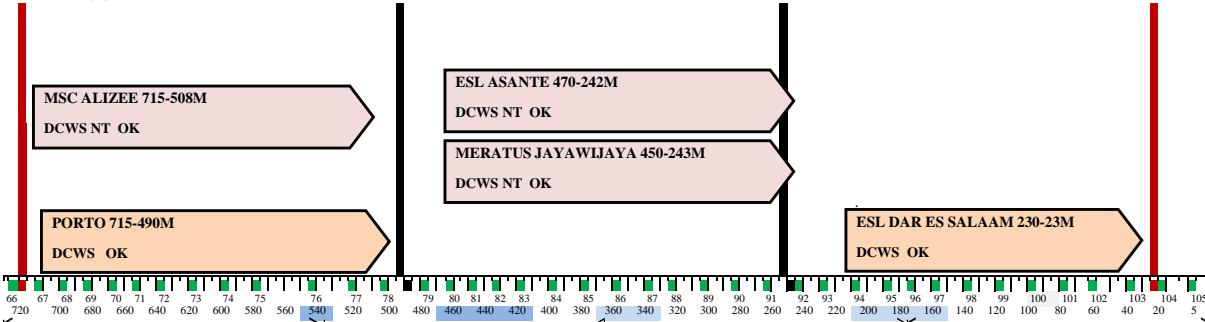 MSC ALIZEE 715-508M
DCWS NT OK
ESL ASANTE 470-242M
DCWS NT OK
MERATUS JAYAWIJAYA 450-243M
DCWS NT OK
PORTO 715-490M
DCWS OK
ESL DAR ES SALAAM 230-23M
DCWS OK
66 67 68 69 70 71 72 73 74 75 76 77 78 79 80 81 82 83 84 85 86 87 88 89 90 91 92 93 94 95 96 97 98 99 100 101 102 103 104 105
720 700 680 660 640 620 600 580 560 540 520 500 480 460 440 420 400 380 360 340 320 300 280 260 240 220 200 180 160 140 120 100 80 60 40 20 5